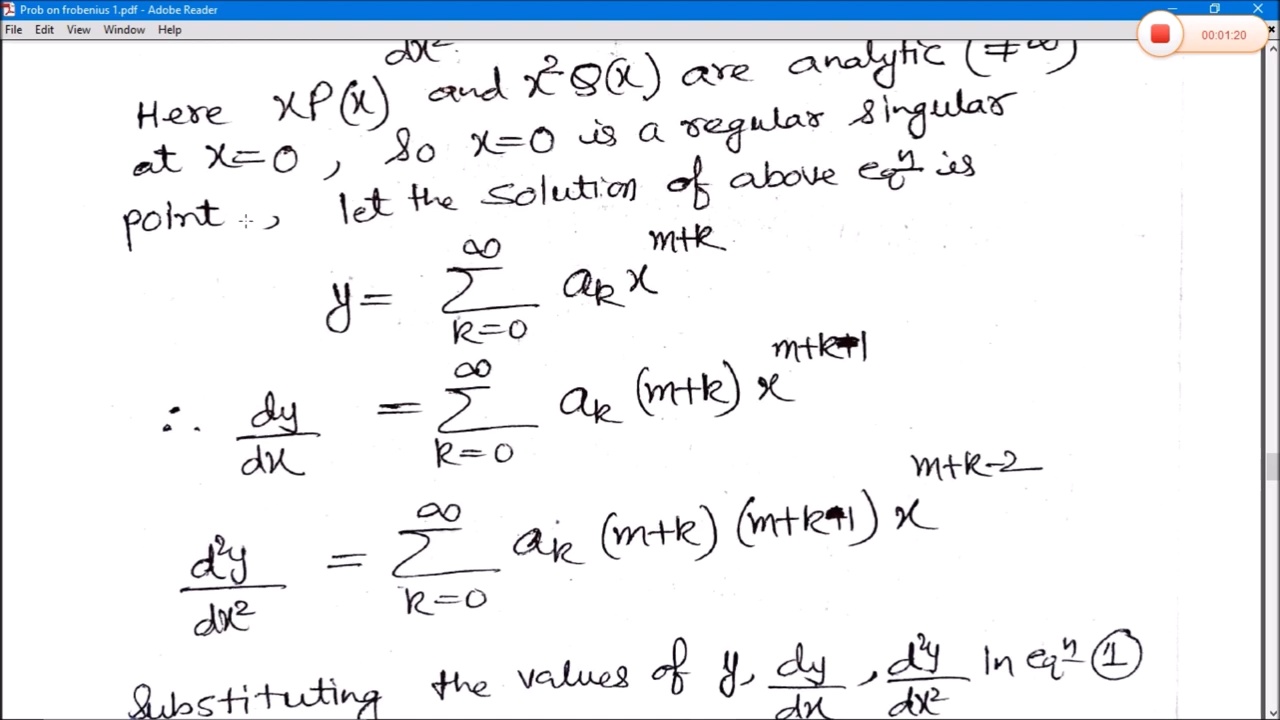 Prob on frobenius 1.pdf - Adobe Reader
File Edit View Window Help
00:01:20
dx²
Here xP(x) and x²Q(x) are analytic (≠∞)
at x=0, So x=0 is a regular singular
point., let the solution of above eqⁿ is
y = ∑_{k=0}^{∞} a_k x^{m+k}
∴ dy/dx = ∑_{k=0}^{∞} a_k (m+k) x^{m+k-1}
d²y/dx² = ∑_{k=0}^{∞} a_k (m+k) (m+k-1) x^{m+k-2}
Substituting the values of y, dy/dx, d²y/dx² in eqⁿ ①